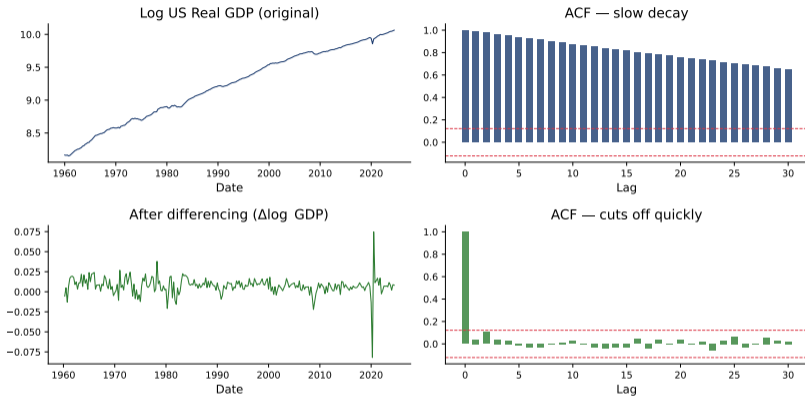 Log US Real GDP (original)
10.0
9.5
9.0
8.5
1960 1970 1980 1990 2000 2010 2020
Date
ACF — slow decay
1.0
0.8
0.6
0.4
0.2
0.0
0 5 10 15 20 25 30
Lag
After differencing (Δlog GDP)
0.075
0.050
0.025
0.000
−0.025
−0.050
−0.075
1960 1970 1980 1990 2000 2010 2020
Date
ACF — cuts off quickly
1.0
0.8
0.6
0.4
0.2
0.0
0 5 10 15 20 25 30
Lag